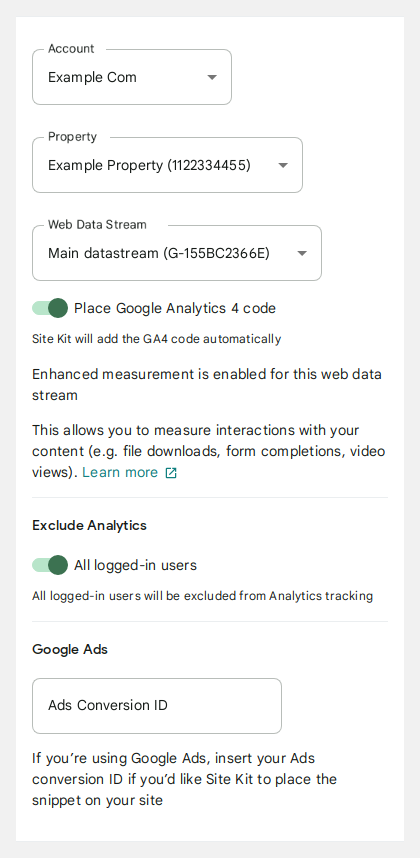 Account
Example Com
Property
Example Property (1122334455)
Web Data Stream
Main datastream (G-155BC2366E)
Place Google Analytics 4 code
Site Kit will add the GA4 code automatically
Enhanced measurement is enabled for this web data
stream
This allows you to measure interactions with your
content (e.g. file downloads, form completions, video
views). Learn more
Exclude Analytics
All logged-in users
All logged-in users will be excluded from Analytics tracking
Google Ads
Ads Conversion ID
If you’re using Google Ads, insert your Ads
conversion ID if you’d like Site Kit to place the
snippet on your site